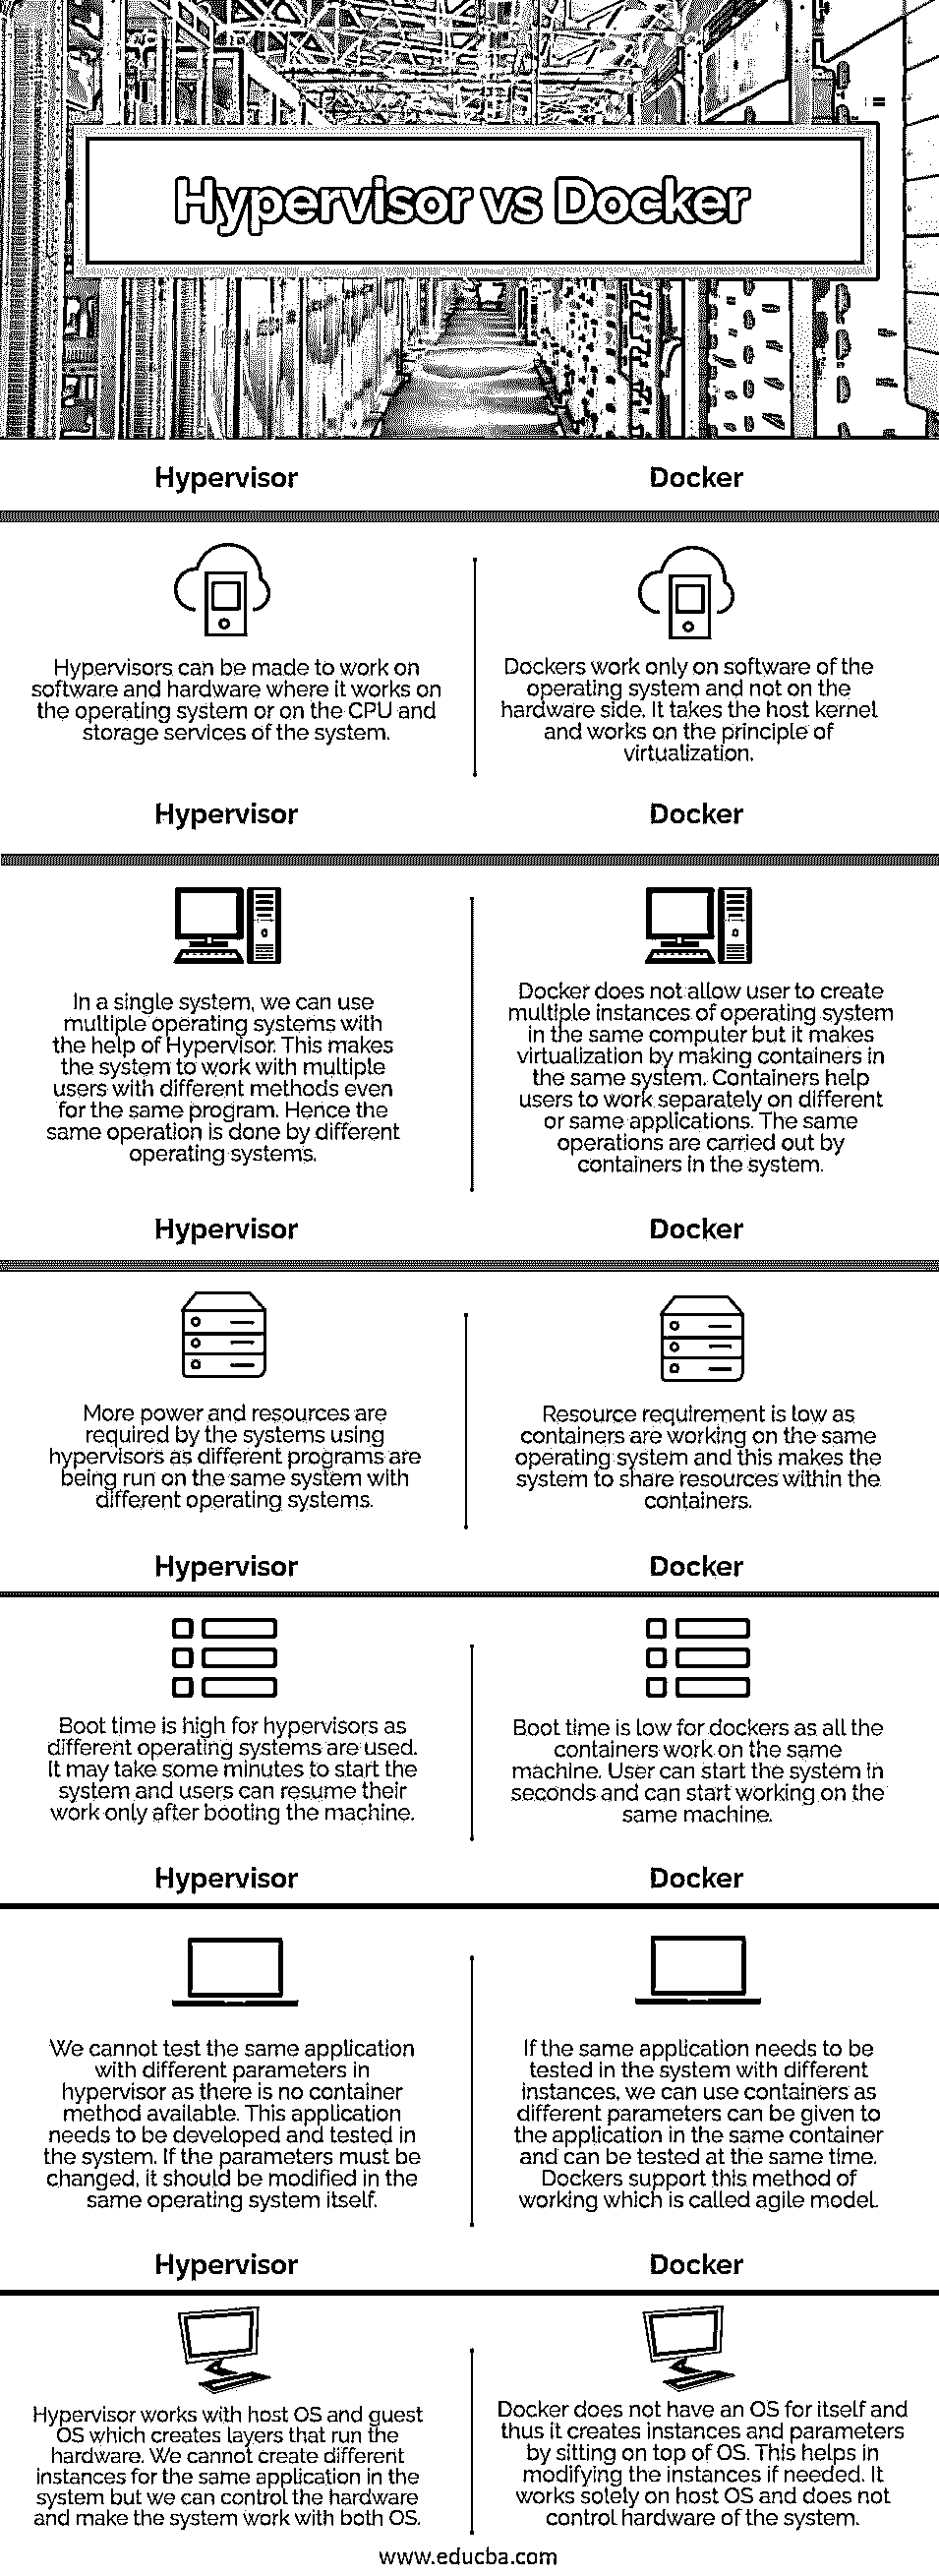 Hypervisor vs Docker
Hypervisor
Docker
Hypervisors can be made to work on
software and hardware where it works on
the operating system or on the CPU and
storage services of the system.
Dockers work only on software of the
operating system and not on the
hardware side. It takes the host kernel
and works on the principle of
virtualization.
Hypervisor
Docker
In a single system, we can use
multiple operating systems with
the help of Hypervisor. This makes
the system to work with multiple
users with different methods even
for the same program. Hence the
same operation is done by different
operating systems.
Docker does not allow user to create
multiple instances of operating system
in the same computer but it makes
virtualization by making containers in
the same system. Containers help
users to work separately on different
or same applications. The same
operations are carried out by
containers in the system.
Hypervisor
Docker
More power and resources are
required by the systems using
hypervisors as different programs are
being run on the same system with
different operating systems.
Resource requirement is low as
containers are working on the same
operating system and this makes the
system to share resources within the
containers.
Hypervisor
Docker
Boot time is high for hypervisors as
different operating systems are used.
It may take some minutes to start the
system and users can resume their
work only after booting the machine.
Boot time is low for dockers as all the
containers work on the same
machine. User can start the system in
seconds and can start working on the
same machine.
Hypervisor
Docker
We cannot test the same application
with different parameters in
hypervisor as there is no container
method available. This application
needs to be developed and tested in
the system. If the parameters must be
changed, it should be modified in the
same operating system itself.
If the same application needs to be
tested in the system with different
instances, we can use containers as
different parameters can be given to
the application in the same container
and can be tested at the same time.
Dockers support this method of
working which is called agile model.
Hypervisor
Docker
Hypervisor works with host OS and guest
OS which creates layers that run the
hardware. We cannot create different
instances for the same application in the
system but we can control the hardware
and make the system work with both OS.
Docker does not have an OS for itself and
thus it creates instances and parameters
by sitting on top of OS. This helps in
modifying the instances if needed. It
works solely on host OS and does not
control hardware of the system.
www.educba.com